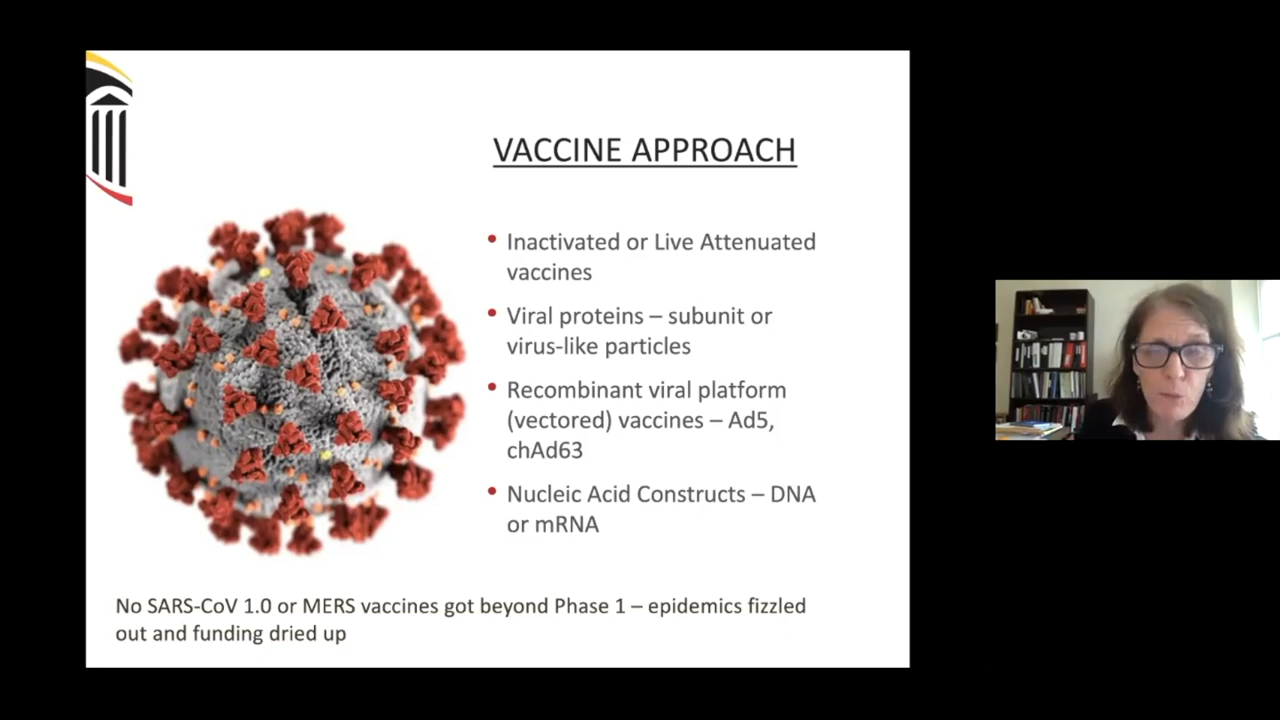 VACCINE APPROACH
• Inactivated or Live Attenuated
vaccines
• Viral proteins – subunit or
virus-like particles
• Recombinant viral platform
(vectored) vaccines – Ad5,
chAd63
• Nucleic Acid Constructs – DNA
or mRNA
No SARS-CoV 1.0 or MERS vaccines got beyond Phase 1 – epidemics fizzled
out and funding dried up